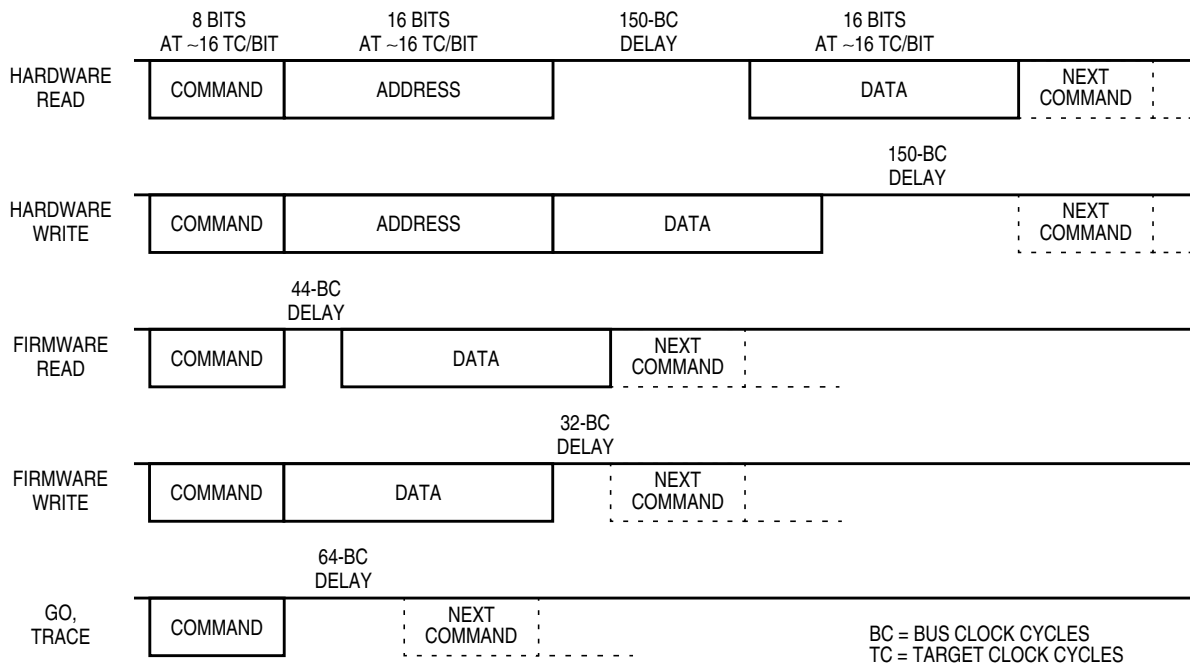 8 BITS
AT ~16 TC/BIT
16 BITS
AT ~16 TC/BIT
150-BC
DELAY
16 BITS
AT ~16 TC/BIT
HARDWARE
READ
COMMAND
ADDRESS
DATA
NEXT
COMMAND
150-BC
DELAY
HARDWARE
WRITE
COMMAND
ADDRESS
DATA
NEXT
COMMAND
44-BC
DELAY
FIRMWARE
READ
COMMAND
DATA
NEXT
COMMAND
32-BC
DELAY
FIRMWARE
WRITE
COMMAND
DATA
NEXT
COMMAND
64-BC
DELAY
GO,
TRACE
COMMAND
NEXT
COMMAND
BC = BUS CLOCK CYCLES
TC = TARGET CLOCK CYCLES